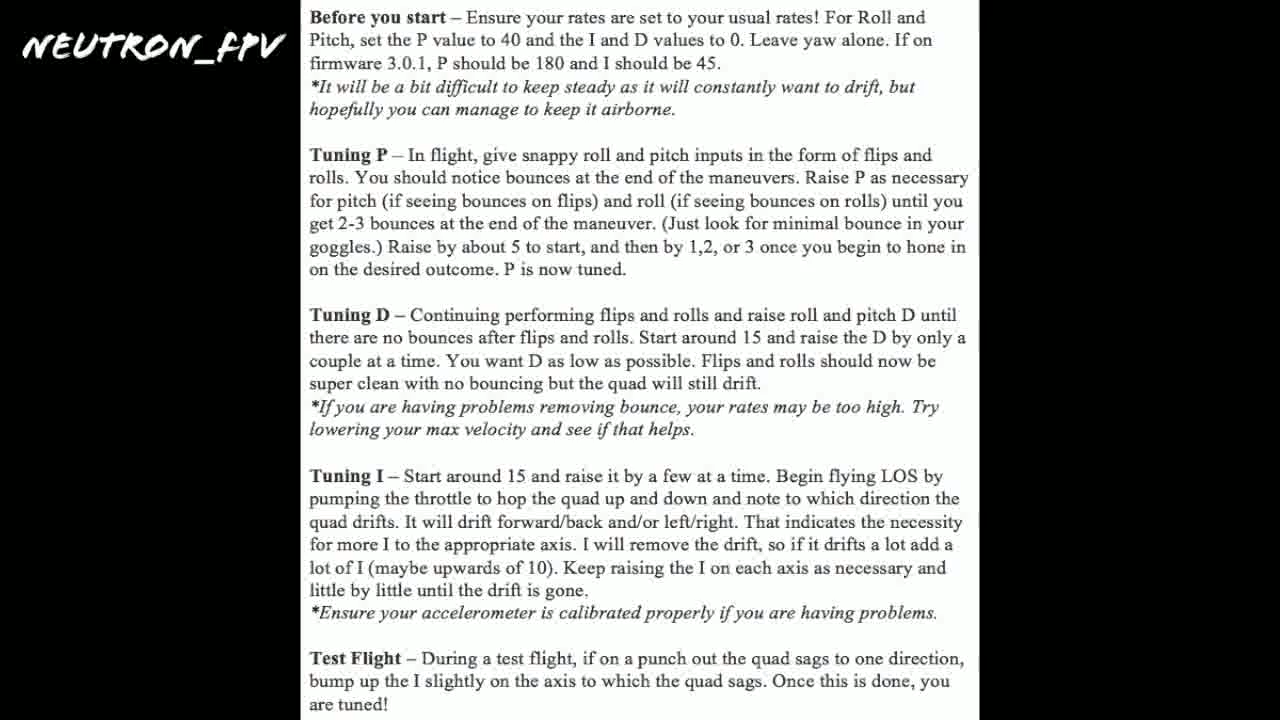 NEUTRON_FPV
Before you start – Ensure your rates are set to your usual rates! For Roll and
Pitch, set the P value to 40 and the I and D values to 0. Leave yaw alone. If on
firmware 3.0.1, P should be 180 and I should be 45.
*It will be a bit difficult to keep steady as it will constantly want to drift, but
hopefully you can manage to keep it airborne.
Tuning P – In flight, give snappy roll and pitch inputs in the form of flips and
rolls. You should notice bounces at the end of the maneuvers. Raise P as necessary
for pitch (if seeing bounces on flips) and roll (if seeing bounces on rolls) until you
get 2-3 bounces at the end of the maneuver. (Just look for minimal bounce in your
goggles.) Raise by about 5 to start, and then by 1,2, or 3 once you begin to hone in
on the desired outcome. P is now tuned.
Tuning D – Continuing performing flips and rolls and raise roll and pitch D until
there are no bounces after flips and rolls. Start around 15 and raise the D by only a
couple at a time. You want D as low as possible. Flips and rolls should now be
super clean with no bouncing but the quad will still drift.
*If you are having problems removing bounce, your rates may be too high. Try
lowering your max velocity and see if that helps.
Tuning I – Start around 15 and raise it by a few at a time. Begin flying LOS by
pumping the throttle to hop the quad up and down and note to which direction the
quad drifts. It will drift forward/back and/or left/right. That indicates the necessity
for more I to the appropriate axis. I will remove the drift, so if it drifts a lot add a
lot of I (maybe upwards of 10). Keep raising the I on each axis as necessary and
little by little until the drift is gone.
*Ensure your accelerometer is calibrated properly if you are having problems.
Test Flight – During a test flight, if on a punch out the quad sags to one direction,
bump up the I slightly on the axis to which the quad sags. Once this is done, you
are tuned!